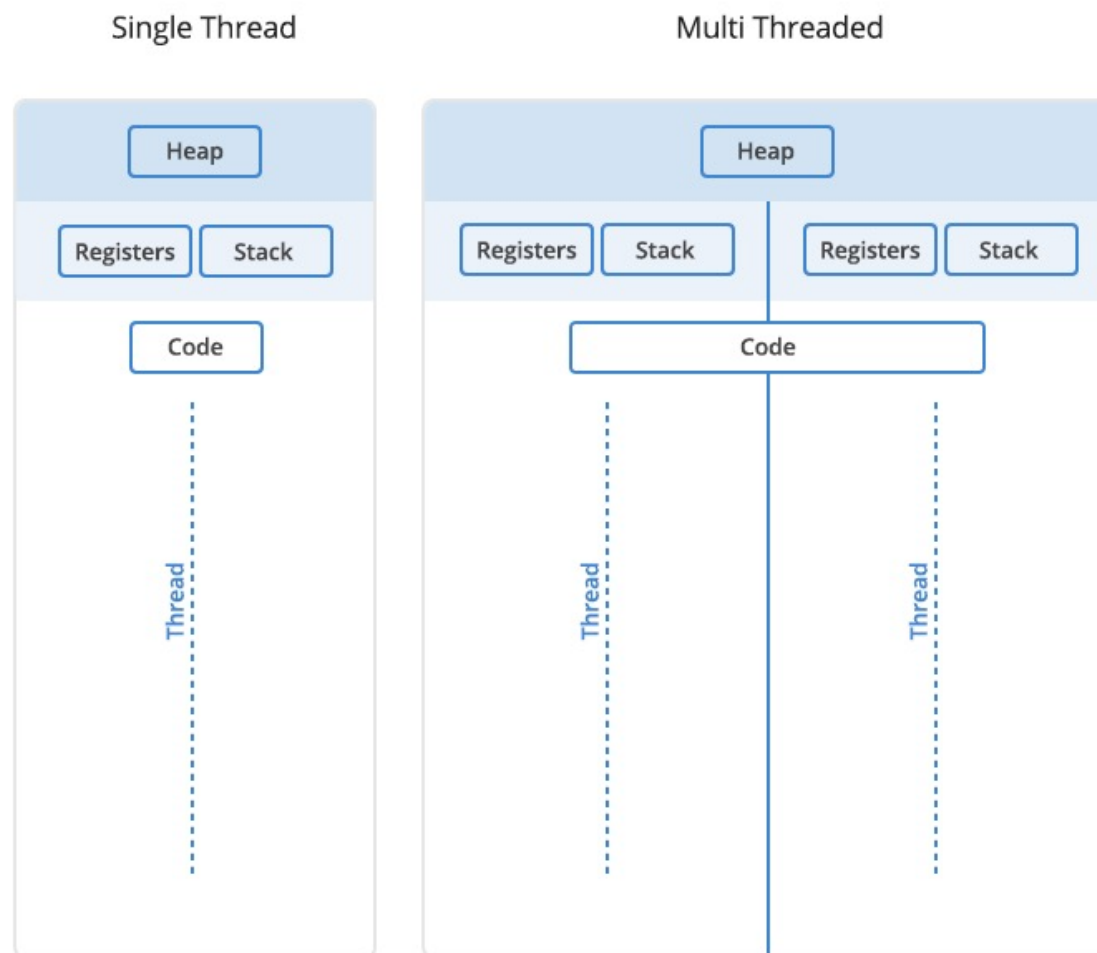 Single Thread
Multi Threaded
Heap
Registers Stack
Code
Thread
Heap
Registers Stack Registers Stack
Code
Thread Thread